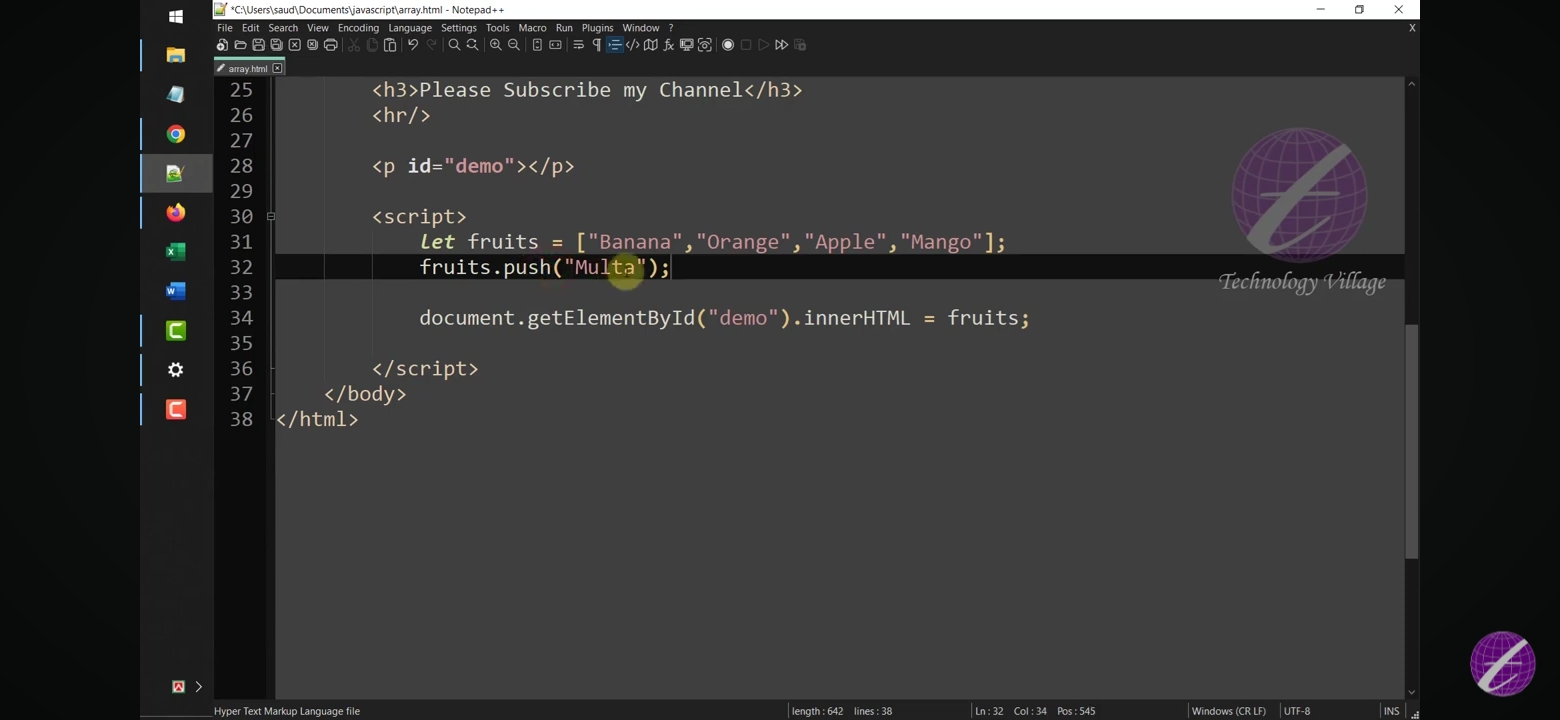 *C:\Users\saud\Documents\javascript\array.html - Notepad++
File Edit Search View Encoding Language Settings Tools Macro Run Plugins Window ? X
array.html
25 <h3>Please Subscribe my Channel</h3>
26 <hr/>
27
28 <p id="demo"></p>
29
30 <script>
31 let fruits = ["Banana","Orange","Apple","Mango"];
32 fruits.push("Multa");
33
34 document.getElementById("demo").innerHTML = fruits;
35
36 </script>
37 </body>
38 </html>
Technology Village
Hyper Text Markup Language file length : 642 lines : 38 Ln : 32 Col : 34 Pos : 545 Windows (CR LF) UTF-8 INS